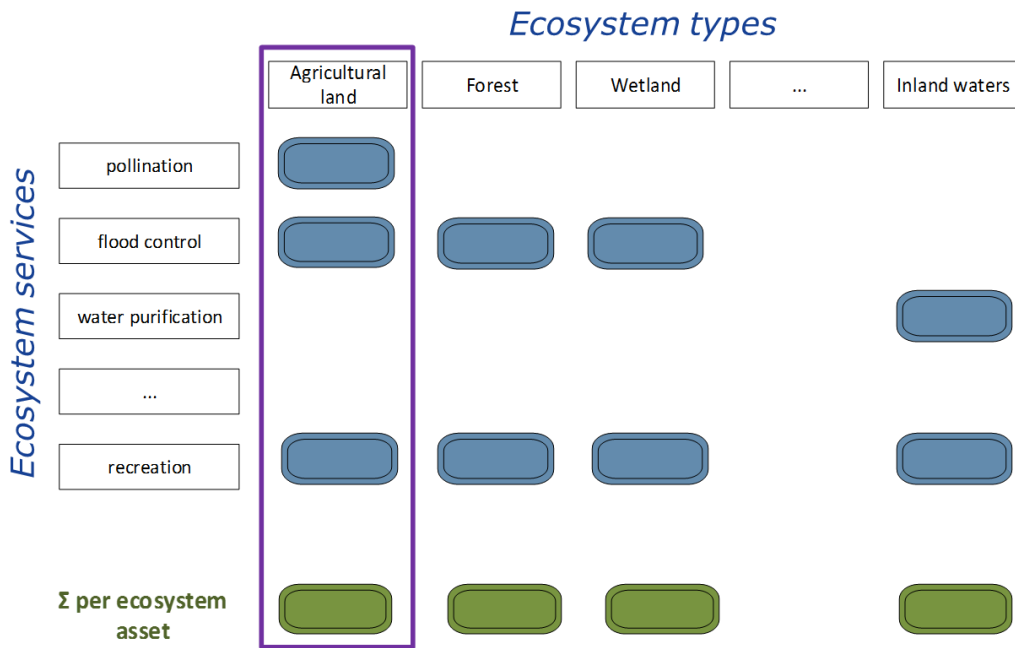 Ecosystem types
Agricultural
land
Forest
Wetland
...
Inland waters
Ecosystem services
pollination
flood control
water purification
...
recreation
Σ per ecosystem
asset